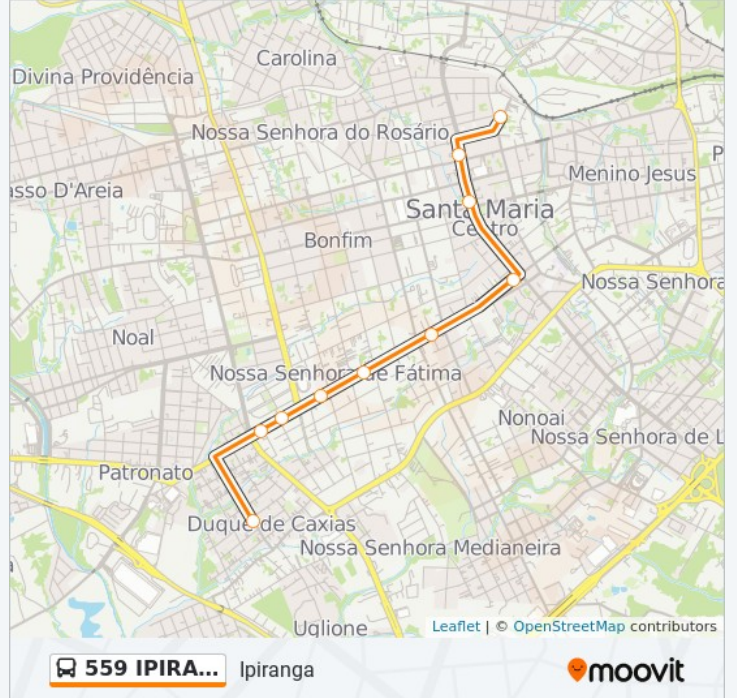 Carolina
Divina Providência
Nossa Senhora do Rosário
Menino Jesus
P
asso D'Areia
Santa Maria
Centro
Bonfim
Nossa Senhora
Noal
Nossa Senhora de Fátima
Nonoai
Nossa Senhora de L
Patronato
Duque de Caxias
Nossa Senhora Medianeira
Uglione
Leaflet | © OpenStreetMap contributors
559 IPIRA... Ipiranga moovit